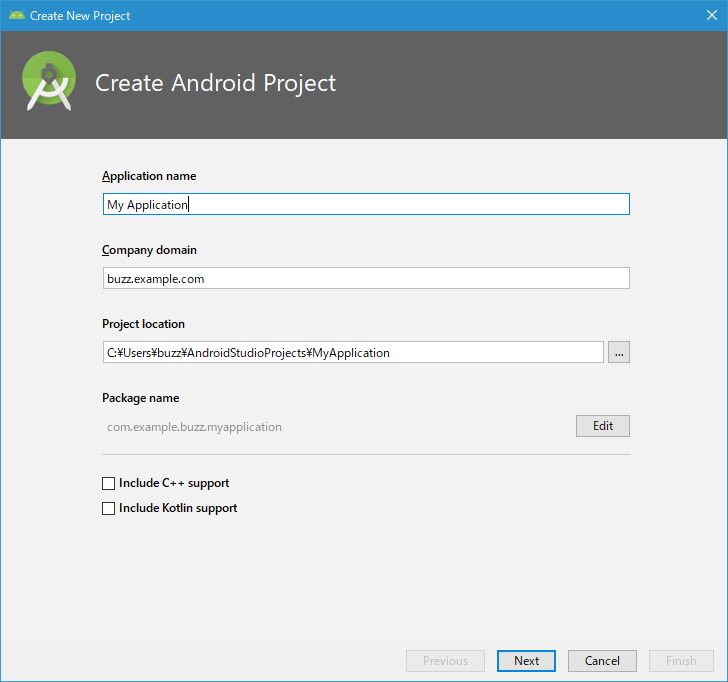 Create New Project
Create Android Project
Application name
My Application
Company domain
buzz.example.com
Project location
C:¥Users¥buzz¥AndroidStudioProjects¥MyApplication
...
Package name
com.example.buzz.myapplication
Edit
Include C++ support
Include Kotlin support
Previous
Next
Cancel
Finish